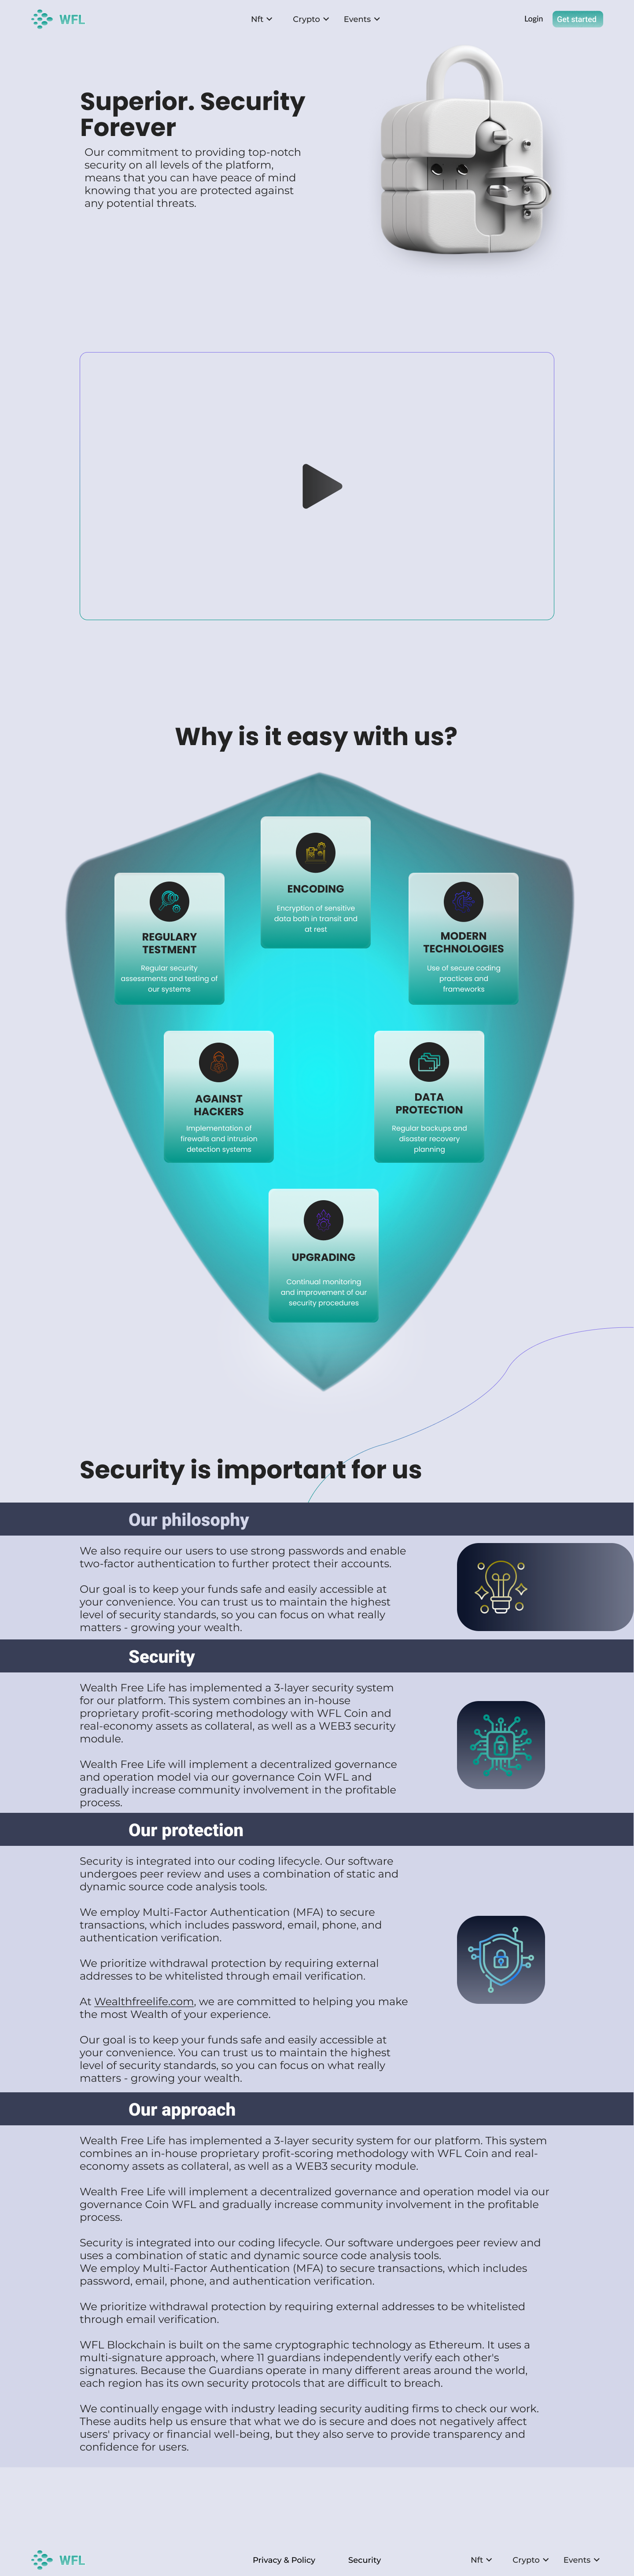 WFL
Nft
Crypto
Events
Login
Get started
Superior. Security
Forever
Our commitment to providing top-notch
security on all levels of the platform,
means that you can have peace of mind
knowing that you are protected against
any potential threats.
Why is it easy with us?
ENCODING
Encryption of sensitive
data both in transit and
at rest
REGULARY
TESTMENT
Regular security
assessments and testing of
our systems
MODERN
TECHNOLOGIES
Use of secure coding
practices and
frameworks
AGAINST
HACKERS
Implementation of
firewalls and intrusion
detection systems
DATA
PROTECTION
Regular backups and
disaster recovery
planning
UPGRADING
Continual monitoring
and improvement of our
security procedures
Security is important for us
Our philosophy
We also require our users to use strong passwords and enable
two-factor authentication to further protect their accounts.
Our goal is to keep your funds safe and easily accessible at
your convenience. You can trust us to maintain the highest
level of security standards, so you can focus on what really
matters - growing your wealth.
Security
Wealth Free Life has implemented a 3-layer security system
for our platform. This system combines an in-house
proprietary profit-scoring methodology with WFL Coin and
real-economy assets as collateral, as well as a WEB3 security
module.
Wealth Free Life will implement a decentralized governance
and operation model via our governance Coin WFL and
gradually increase community involvement in the profitable
process.
Our protection
Security is integrated into our coding lifecycle. Our software
undergoes peer review and uses a combination of static and
dynamic source code analysis tools.
We employ Multi-Factor Authentication (MFA) to secure
transactions, which includes password, email, phone, and
authentication verification.
We prioritize withdrawal protection by requiring external
addresses to be whitelisted through email verification.
At Wealthfreelife.com, we are committed to helping you make
the most Wealth of your experience.
Our goal is to keep your funds safe and easily accessible at
your convenience. You can trust us to maintain the highest
level of security standards, so you can focus on what really
matters - growing your wealth.
Our approach
Wealth Free Life has implemented a 3-layer security system for our platform. This system
combines an in-house proprietary profit-scoring methodology with WFL Coin and real-
economy assets as collateral, as well as a WEB3 security module.
Wealth Free Life will implement a decentralized governance and operation model via our
governance Coin WFL and gradually increase community involvement in the profitable
process.
Security is integrated into our coding lifecycle. Our software undergoes peer review and
uses a combination of static and dynamic source code analysis tools.
We employ Multi-Factor Authentication (MFA) to secure transactions, which includes
password, email, phone, and authentication verification.
We prioritize withdrawal protection by requiring external addresses to be whitelisted
through email verification.
WFL Blockchain is built on the same cryptographic technology as Ethereum. It uses a
multi-signature approach, where 11 guardians independently verify each other's
signatures. Because the Guardians operate in many different areas around the world,
each region has its own security protocols that are difficult to breach.
We continually engage with industry leading security auditing firms to check our work.
These audits help us ensure that what we do is secure and does not negatively affect
users' privacy or financial well-being, but they also serve to provide transparency and
confidence for users.
WFL
Privacy & Policy
Security
Nft
Crypto
Events